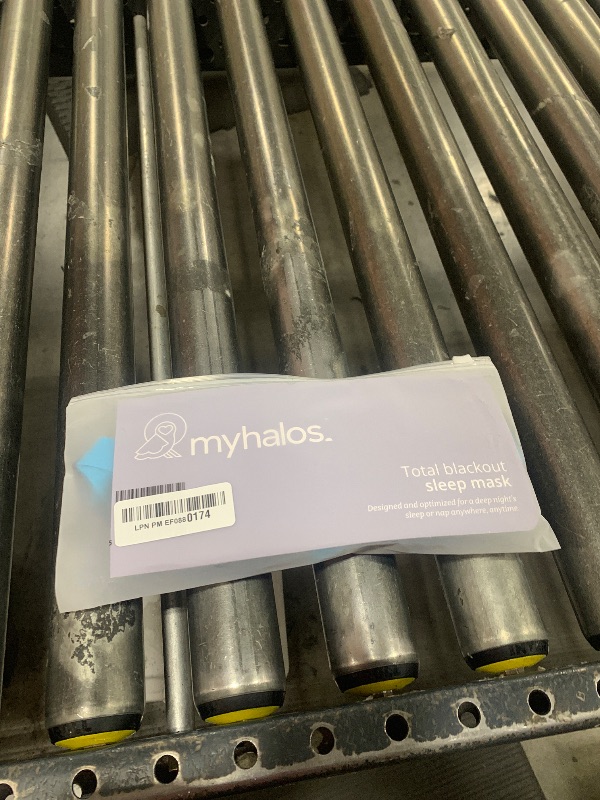 myhalos.
Total blackout
sleep mask
Designed and optimized for a deep night's
sleep or nap anywhere, anytime
LPN PM EF0880174